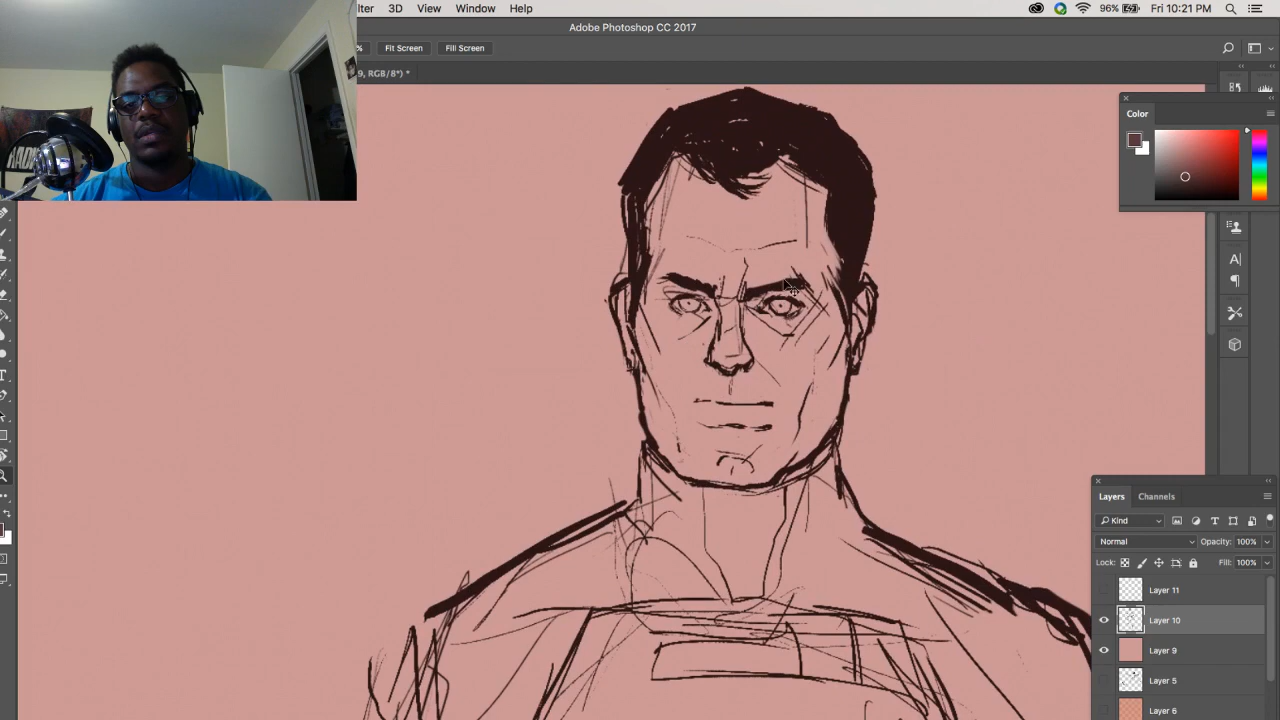 lter 3D View Window Help
96% Fri 10:21 PM
Adobe Photoshop CC 2017
% Fit Screen Fill Screen
9, RGB/8*) *
Color
RADI
A
T
Layers Channels
Kind
Normal Opacity: 100%
Lock: Fill: 100%
Layer 11
Layer 10
Layer 9
Layer 5
Layer 6